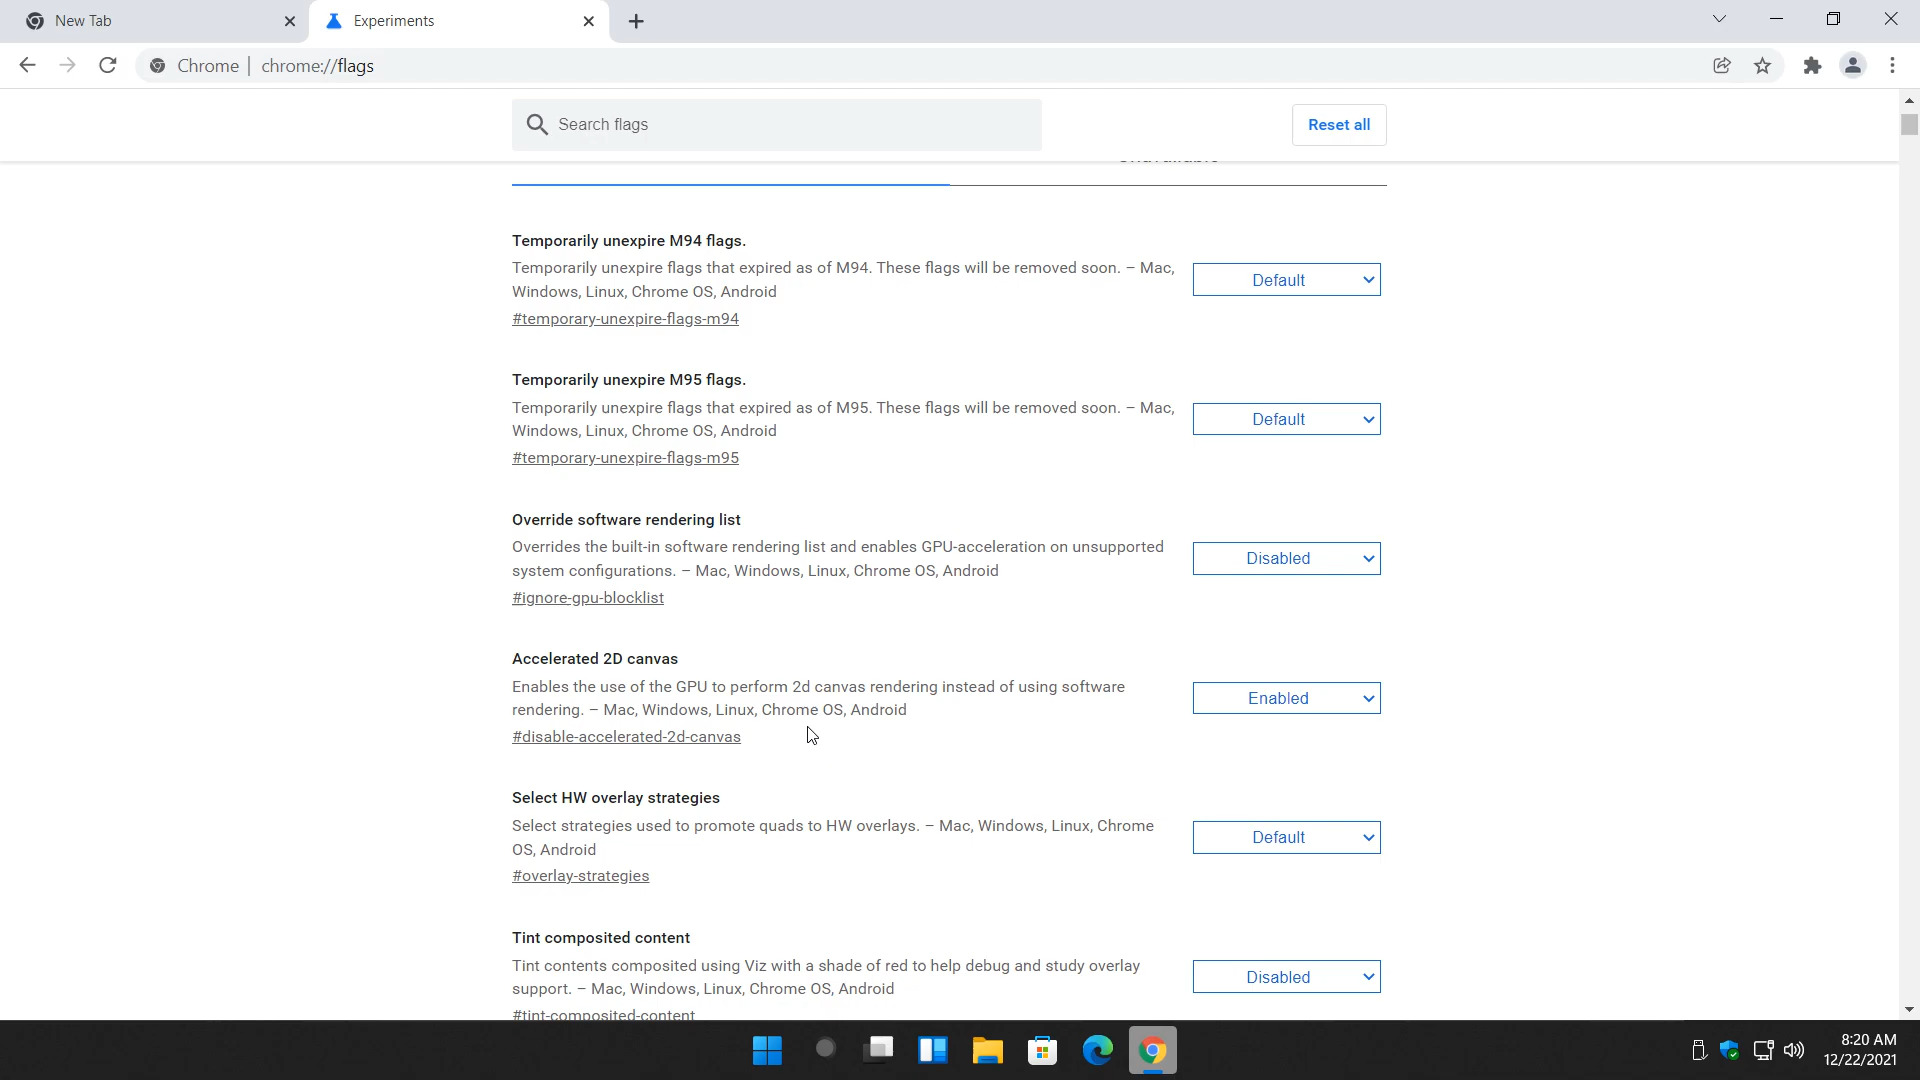 New Tab
Experiments
Chrome | chrome://flags
Search flags
Reset all
Temporarily unexpire M94 flags.
Temporarily unexpire flags that expired as of M94. These flags will be removed soon. – Mac,
Windows, Linux, Chrome OS, Android
#temporary-unexpire-flags-m94
Default
Temporarily unexpire M95 flags.
Temporarily unexpire flags that expired as of M95. These flags will be removed soon. – Mac,
Windows, Linux, Chrome OS, Android
#temporary-unexpire-flags-m95
Default
Override software rendering list
Overrides the built-in software rendering list and enables GPU-acceleration on unsupported
system configurations. – Mac, Windows, Linux, Chrome OS, Android
#ignore-gpu-blocklist
Disabled
Accelerated 2D canvas
Enables the use of the GPU to perform 2d canvas rendering instead of using software
rendering. – Mac, Windows, Linux, Chrome OS, Android
#disable-accelerated-2d-canvas
Enabled
Select HW overlay strategies
Select strategies used to promote quads to HW overlays. – Mac, Windows, Linux, Chrome
OS, Android
#overlay-strategies
Default
Tint composited content
Tint contents composited using Viz with a shade of red to help debug and study overlay
support. – Mac, Windows, Linux, Chrome OS, Android
#tint-composited-content
Disabled
8:20 AM
12/22/2021